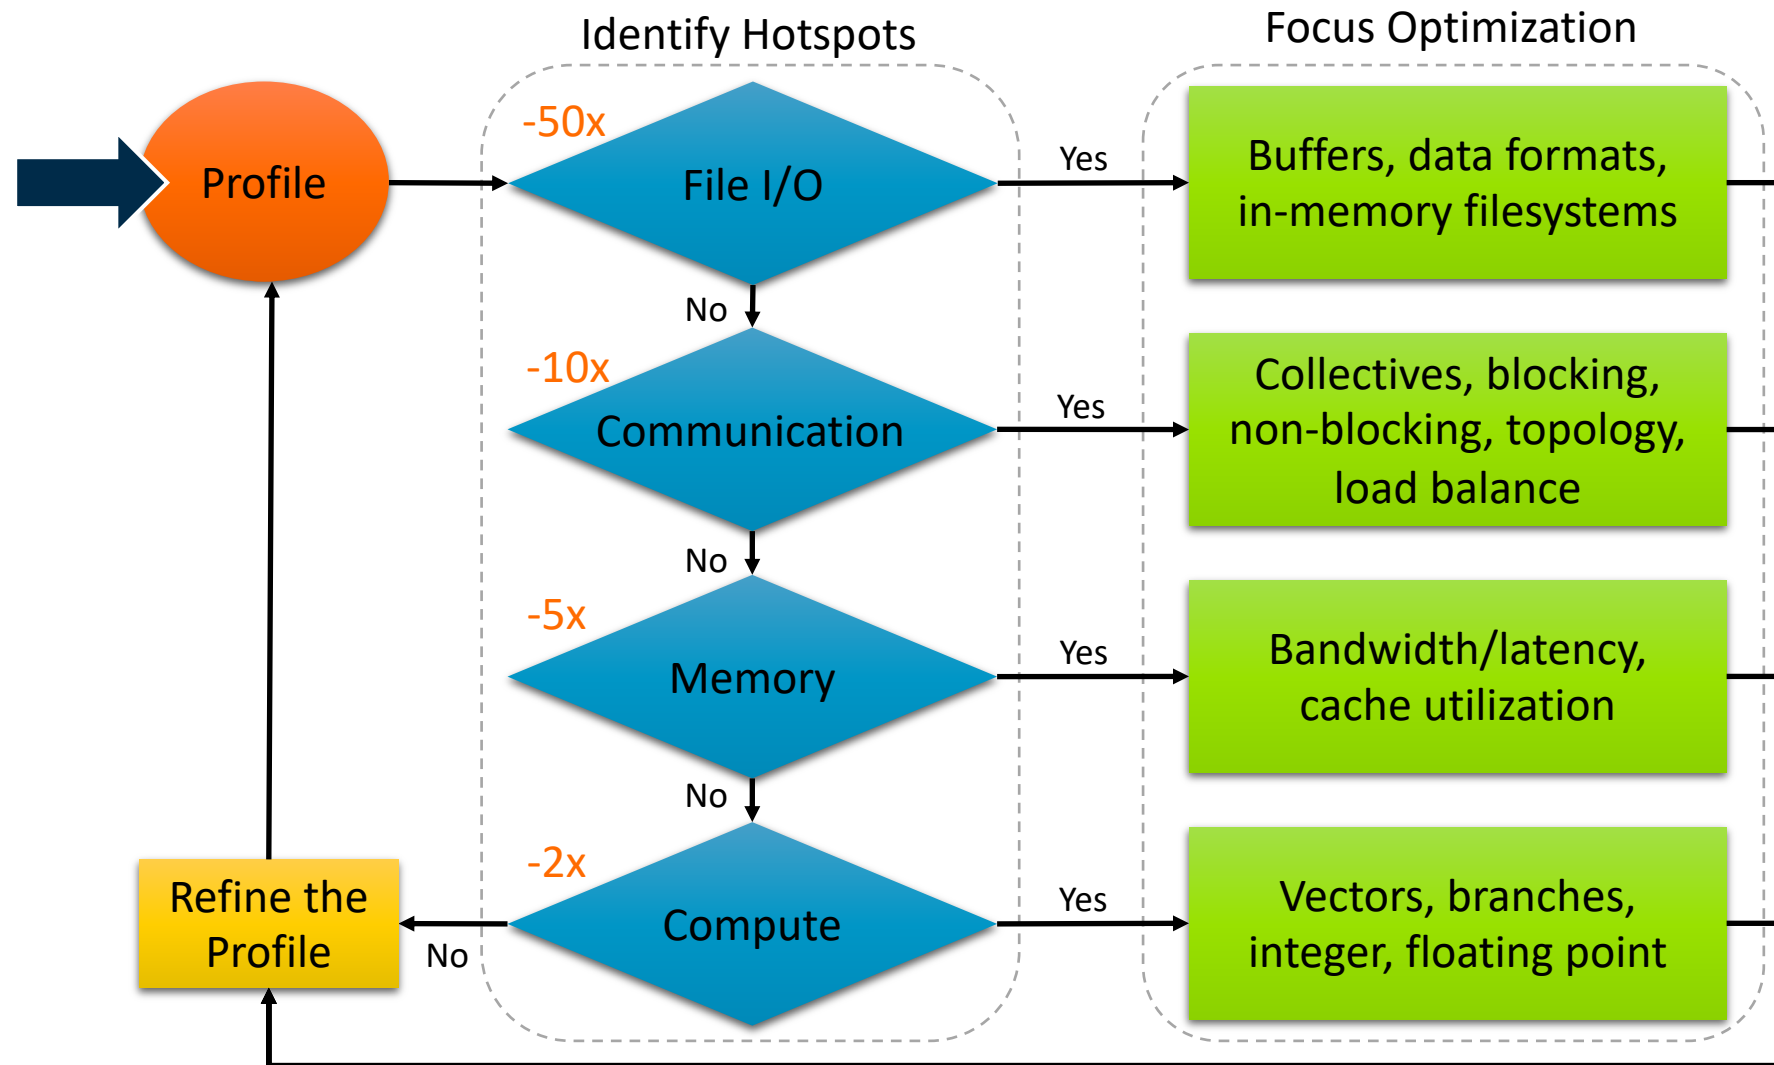 Identify Hotspots
Focus Optimization
Profile
-50x
File I/O
Yes
Buffers, data formats,
in-memory filesystems
No
-10x
Communication
Yes
Collectives, blocking,
non-blocking, topology,
load balance
No
-5x
Memory
Yes
Bandwidth/latency,
cache utilization
No
-2x
Compute
Yes
Vectors, branches,
integer, floating point
No
Refine the
Profile